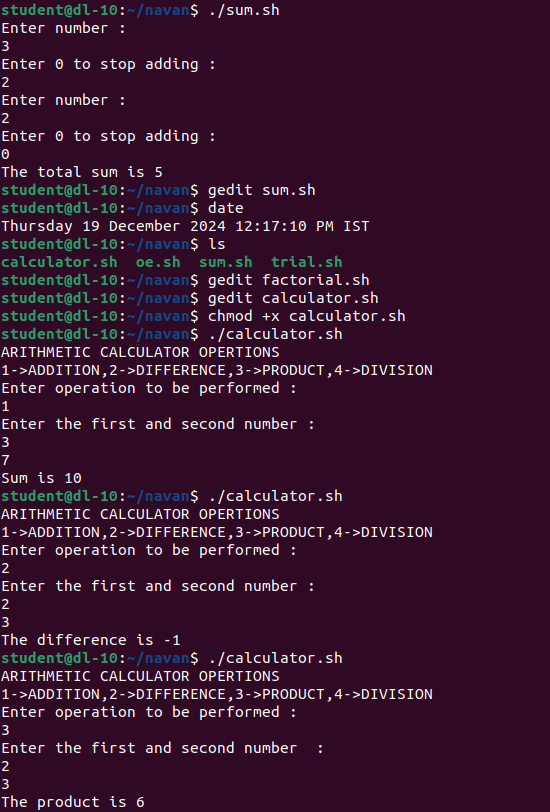 student@dl-10:~/navan$ ./sum.sh
Enter number :
3
Enter 0 to stop adding :
2
Enter number :
2
Enter 0 to stop adding :
0
The total sum is 5
student@dl-10:~/navan$ gedit sum.sh
student@dl-10:~/navan$ date
Thursday 19 December 2024 12:17:10 PM IST
student@dl-10:~/navan$ ls
calculator.sh  oe.sh  sum.sh  trial.sh
student@dl-10:~/navan$ gedit factorial.sh
student@dl-10:~/navan$ gedit calculator.sh
student@dl-10:~/navan$ chmod +x calculator.sh
student@dl-10:~/navan$ ./calculator.sh
ARITHMETIC CALCULATOR OPERTIONS
1->ADDITION,2->DIFFERENCE,3->PRODUCT,4->DIVISION
Enter operation to be performed :
1
Enter the first and second number :
3
7
Sum is 10
student@dl-10:~/navan$ ./calculator.sh
ARITHMETIC CALCULATOR OPERTIONS
1->ADDITION,2->DIFFERENCE,3->PRODUCT,4->DIVISION
Enter operation to be performed :
2
Enter the first and second number :
2
3
The difference is -1
student@dl-10:~/navan$ ./calculator.sh
ARITHMETIC CALCULATOR OPERTIONS
1->ADDITION,2->DIFFERENCE,3->PRODUCT,4->DIVISION
Enter operation to be performed :
3
Enter the first and second number  :
2
3
The product is 6